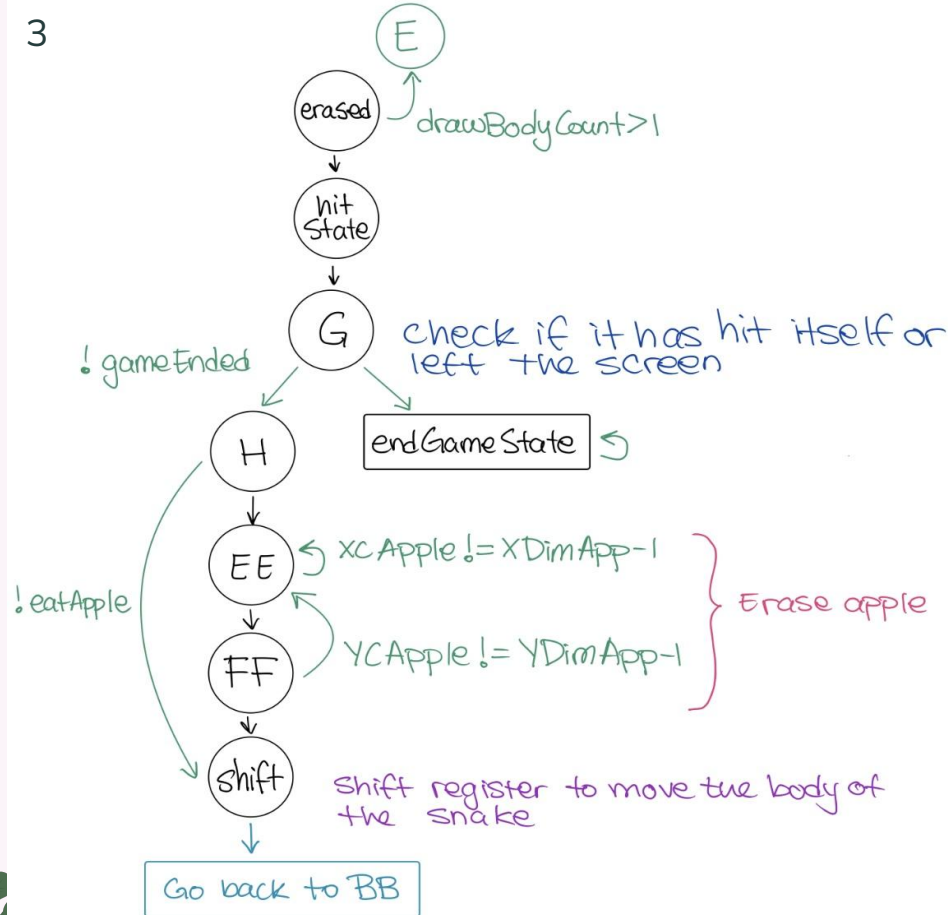 3
E
erased
drawBodyCount>1
hit
State
G
check if it has hit itself or
left the screen
! gameEnded
H
endGameState
EE
XCApple!=XDimApp-1
!eatApple
Erase apple
YCApple!=YDimApp-1
FF
shift
shift register to move the body of
the snake
Go back to BB